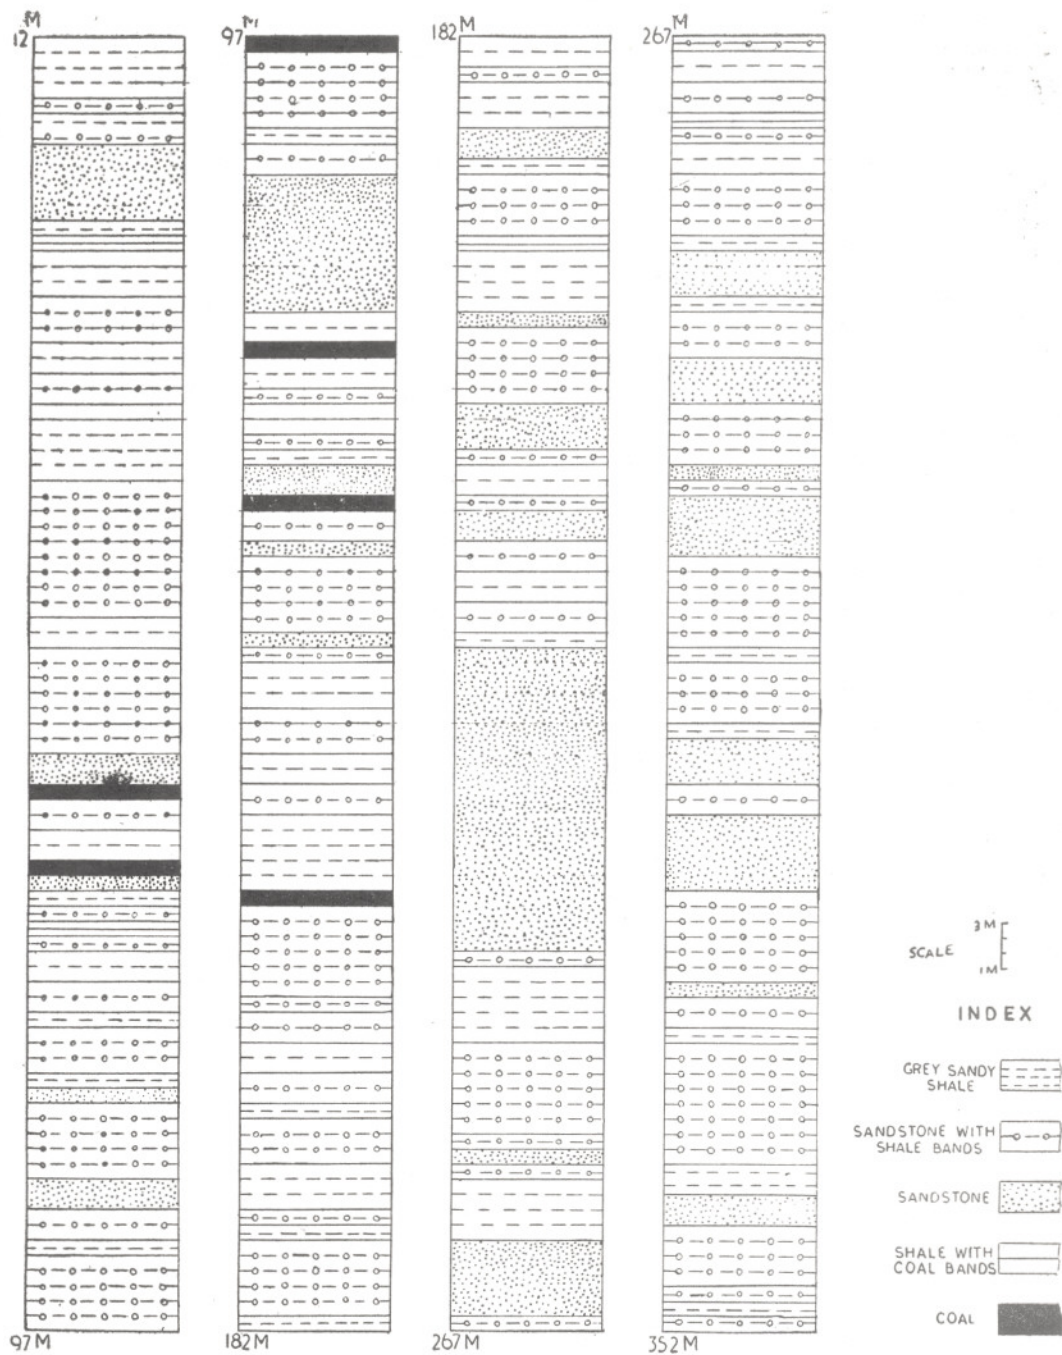 12 M
97 M
182 M
267 M
97 M
182 M
267 M
352 M
SCALE
3 M
1 M
INDEX
GREY SANDY
SHALE
SANDSTONE WITH
SHALE BANDS
SANDSTONE
SHALE WITH
COAL BANDS
COAL